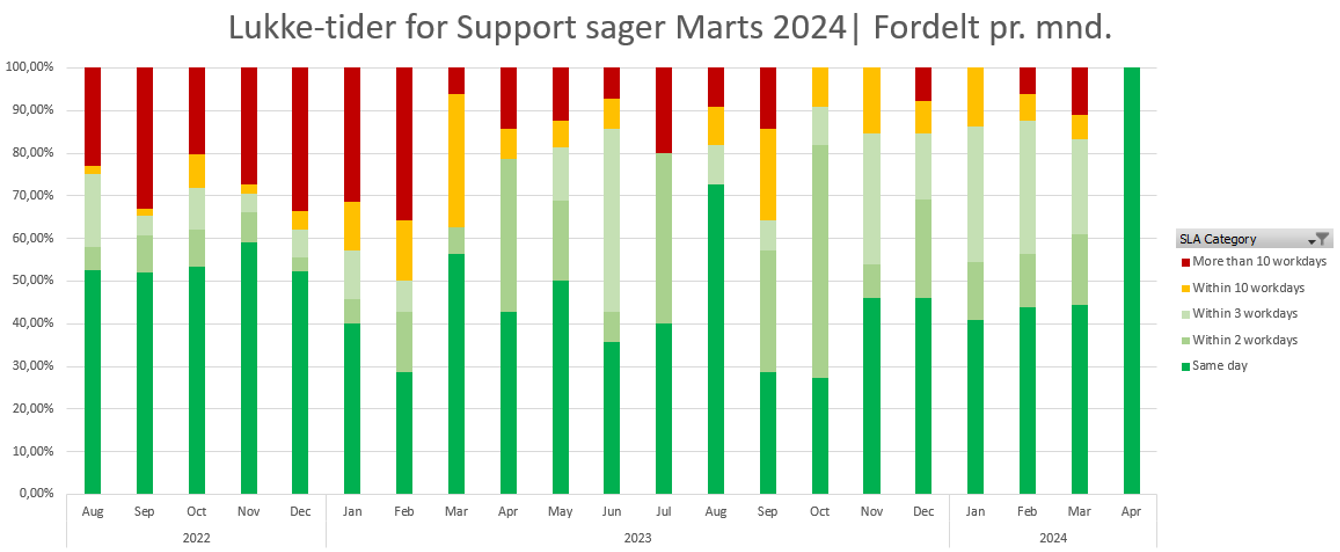 Lukke-tider for Support sager Marts 2024| Fordelt pr. mnd.
100,00%
90,00%
80,00%
70,00%
60,00%
50,00%
40,00%
30,00%
20,00%
10,00%
0,00%
Aug Sep Oct Nov Dec Jan Feb Mar Apr May Jun Jul Aug Sep Oct Nov Dec Jan Feb Mar Apr
2022 2023 2024
SLA Category
More than 10 workdays
Within 10 workdays
Within 3 workdays
Within 2 workdays
Same day